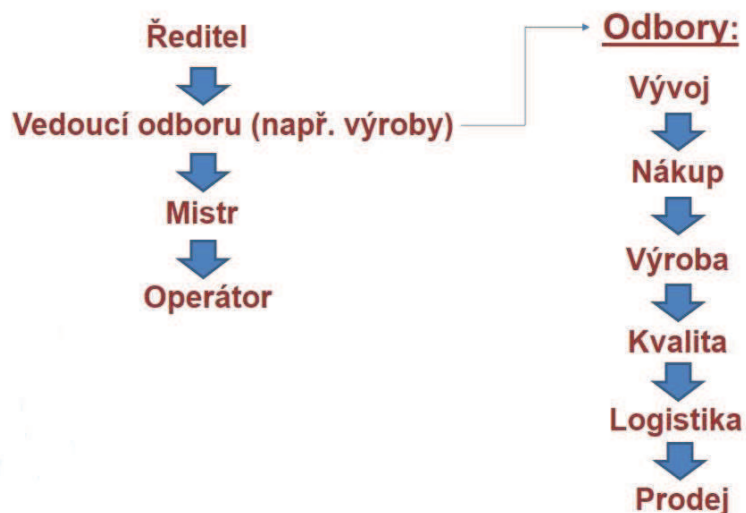 Ředitel
Vedoucí odboru (např. výroby)
Mistr
Operátor
Odbory:
Vývoj
Nákup
Výroba
Kvalita
Logistika
Prodej